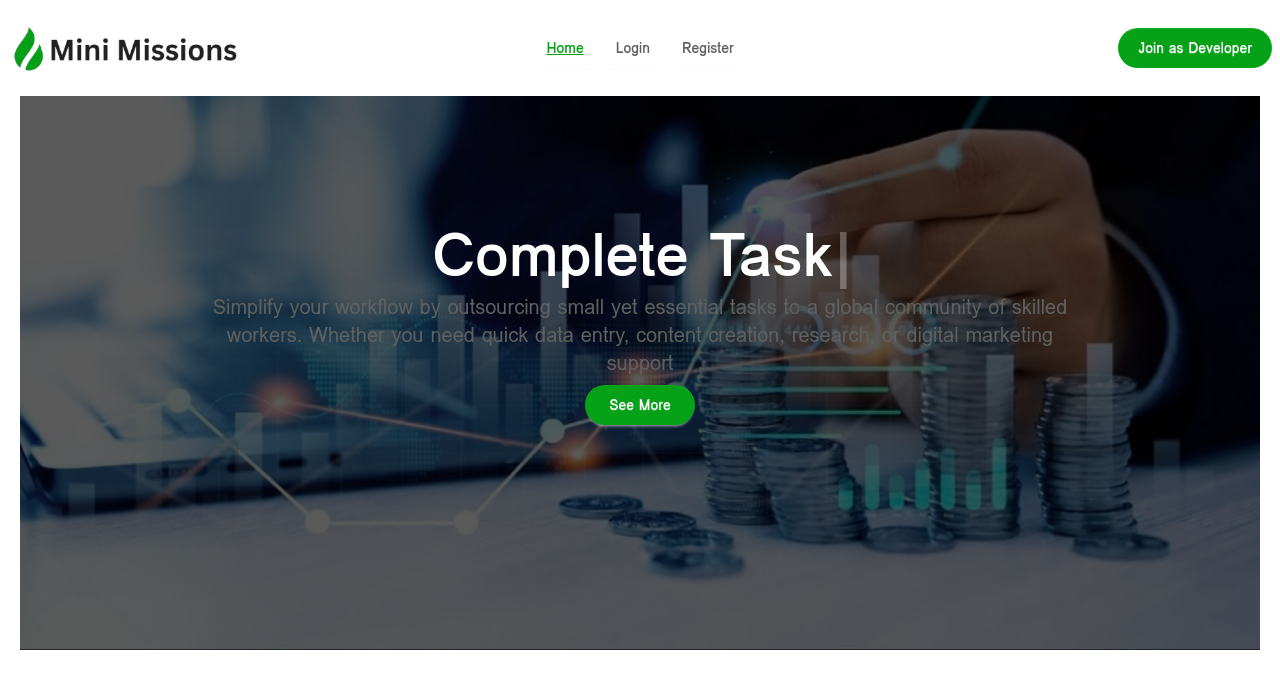 Mini Missions
Home
Login
Register
Join as Developer
Complete Task
Simplify your workflow by outsourcing small yet essential tasks to a global community of skilled
workers. Whether you need quick data entry, content creation, research, or digital marketing
support
See More